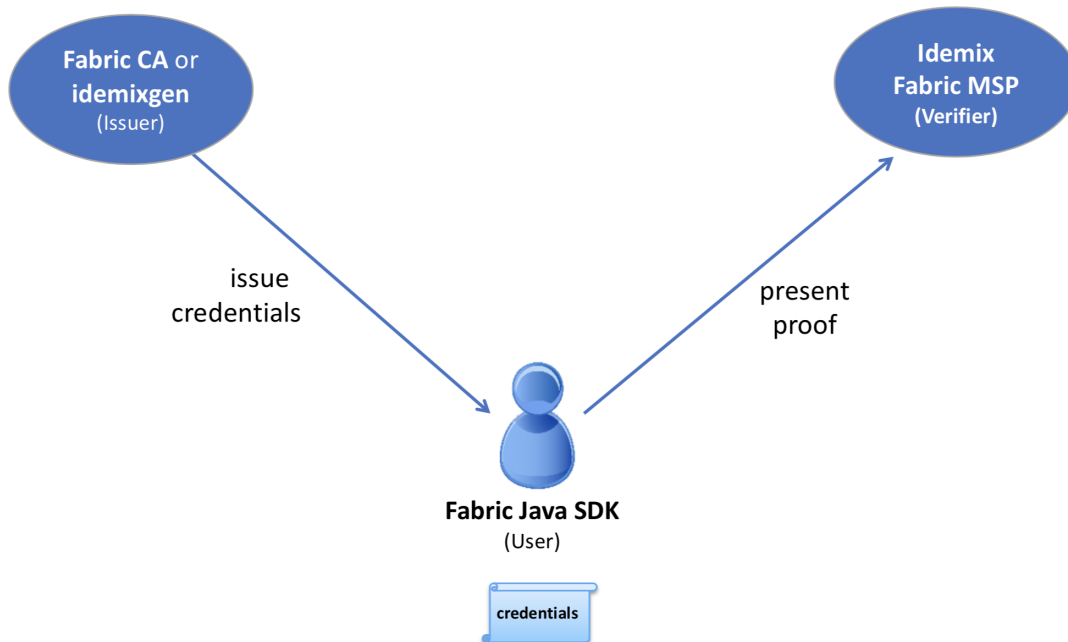 Fabric CA or
idemixgen
(Issuer)
Idemix
Fabric MSP
(Verifier)
issue
credentials
present
proof
Fabric Java SDK
(User)
credentials